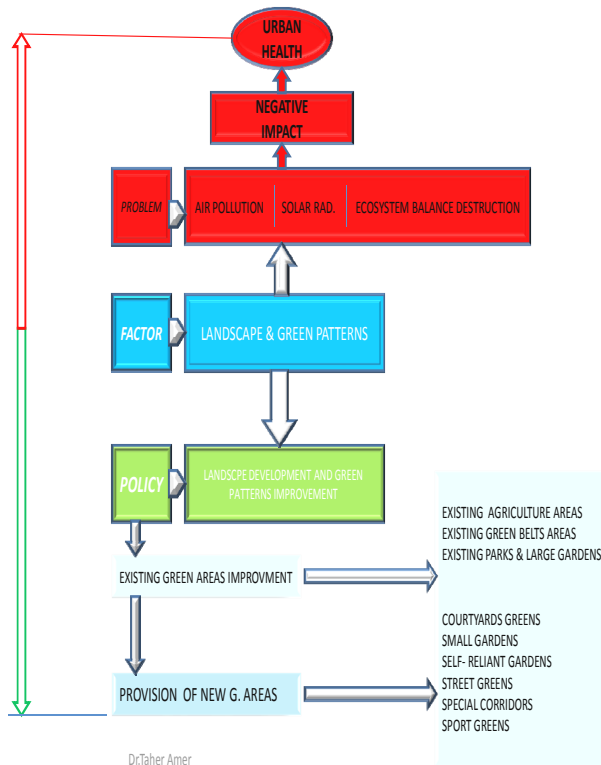 URBAN
HEALTH
NEGATIVE
IMPACT
PROBLEM
AIR POLLUTION
SOLAR RAD.
ECOSYSTEM BALANCE DESTRUCTION
FACTOR
LANDSCAPE & GREEN PATTERNS
POLICY
LANDSCPE DEVELOPMENT AND GREEN
PATTERNS IMPROVEMENT
EXISTING GREEN AREAS IMPROVMENT
EXISTING AGRICULTURE AREAS
EXISTING GREEN BELTS AREAS
EXISTING PARKS & LARGE GARDENS
PROVISION OF NEW G. AREAS
COURTYARDS GREENS
SMALL GARDENS
SELF- RELIANT GARDENS
STREET GREENS
SPECIAL CORRIDORS
SPORT GREENS
Dr.Taher Amer